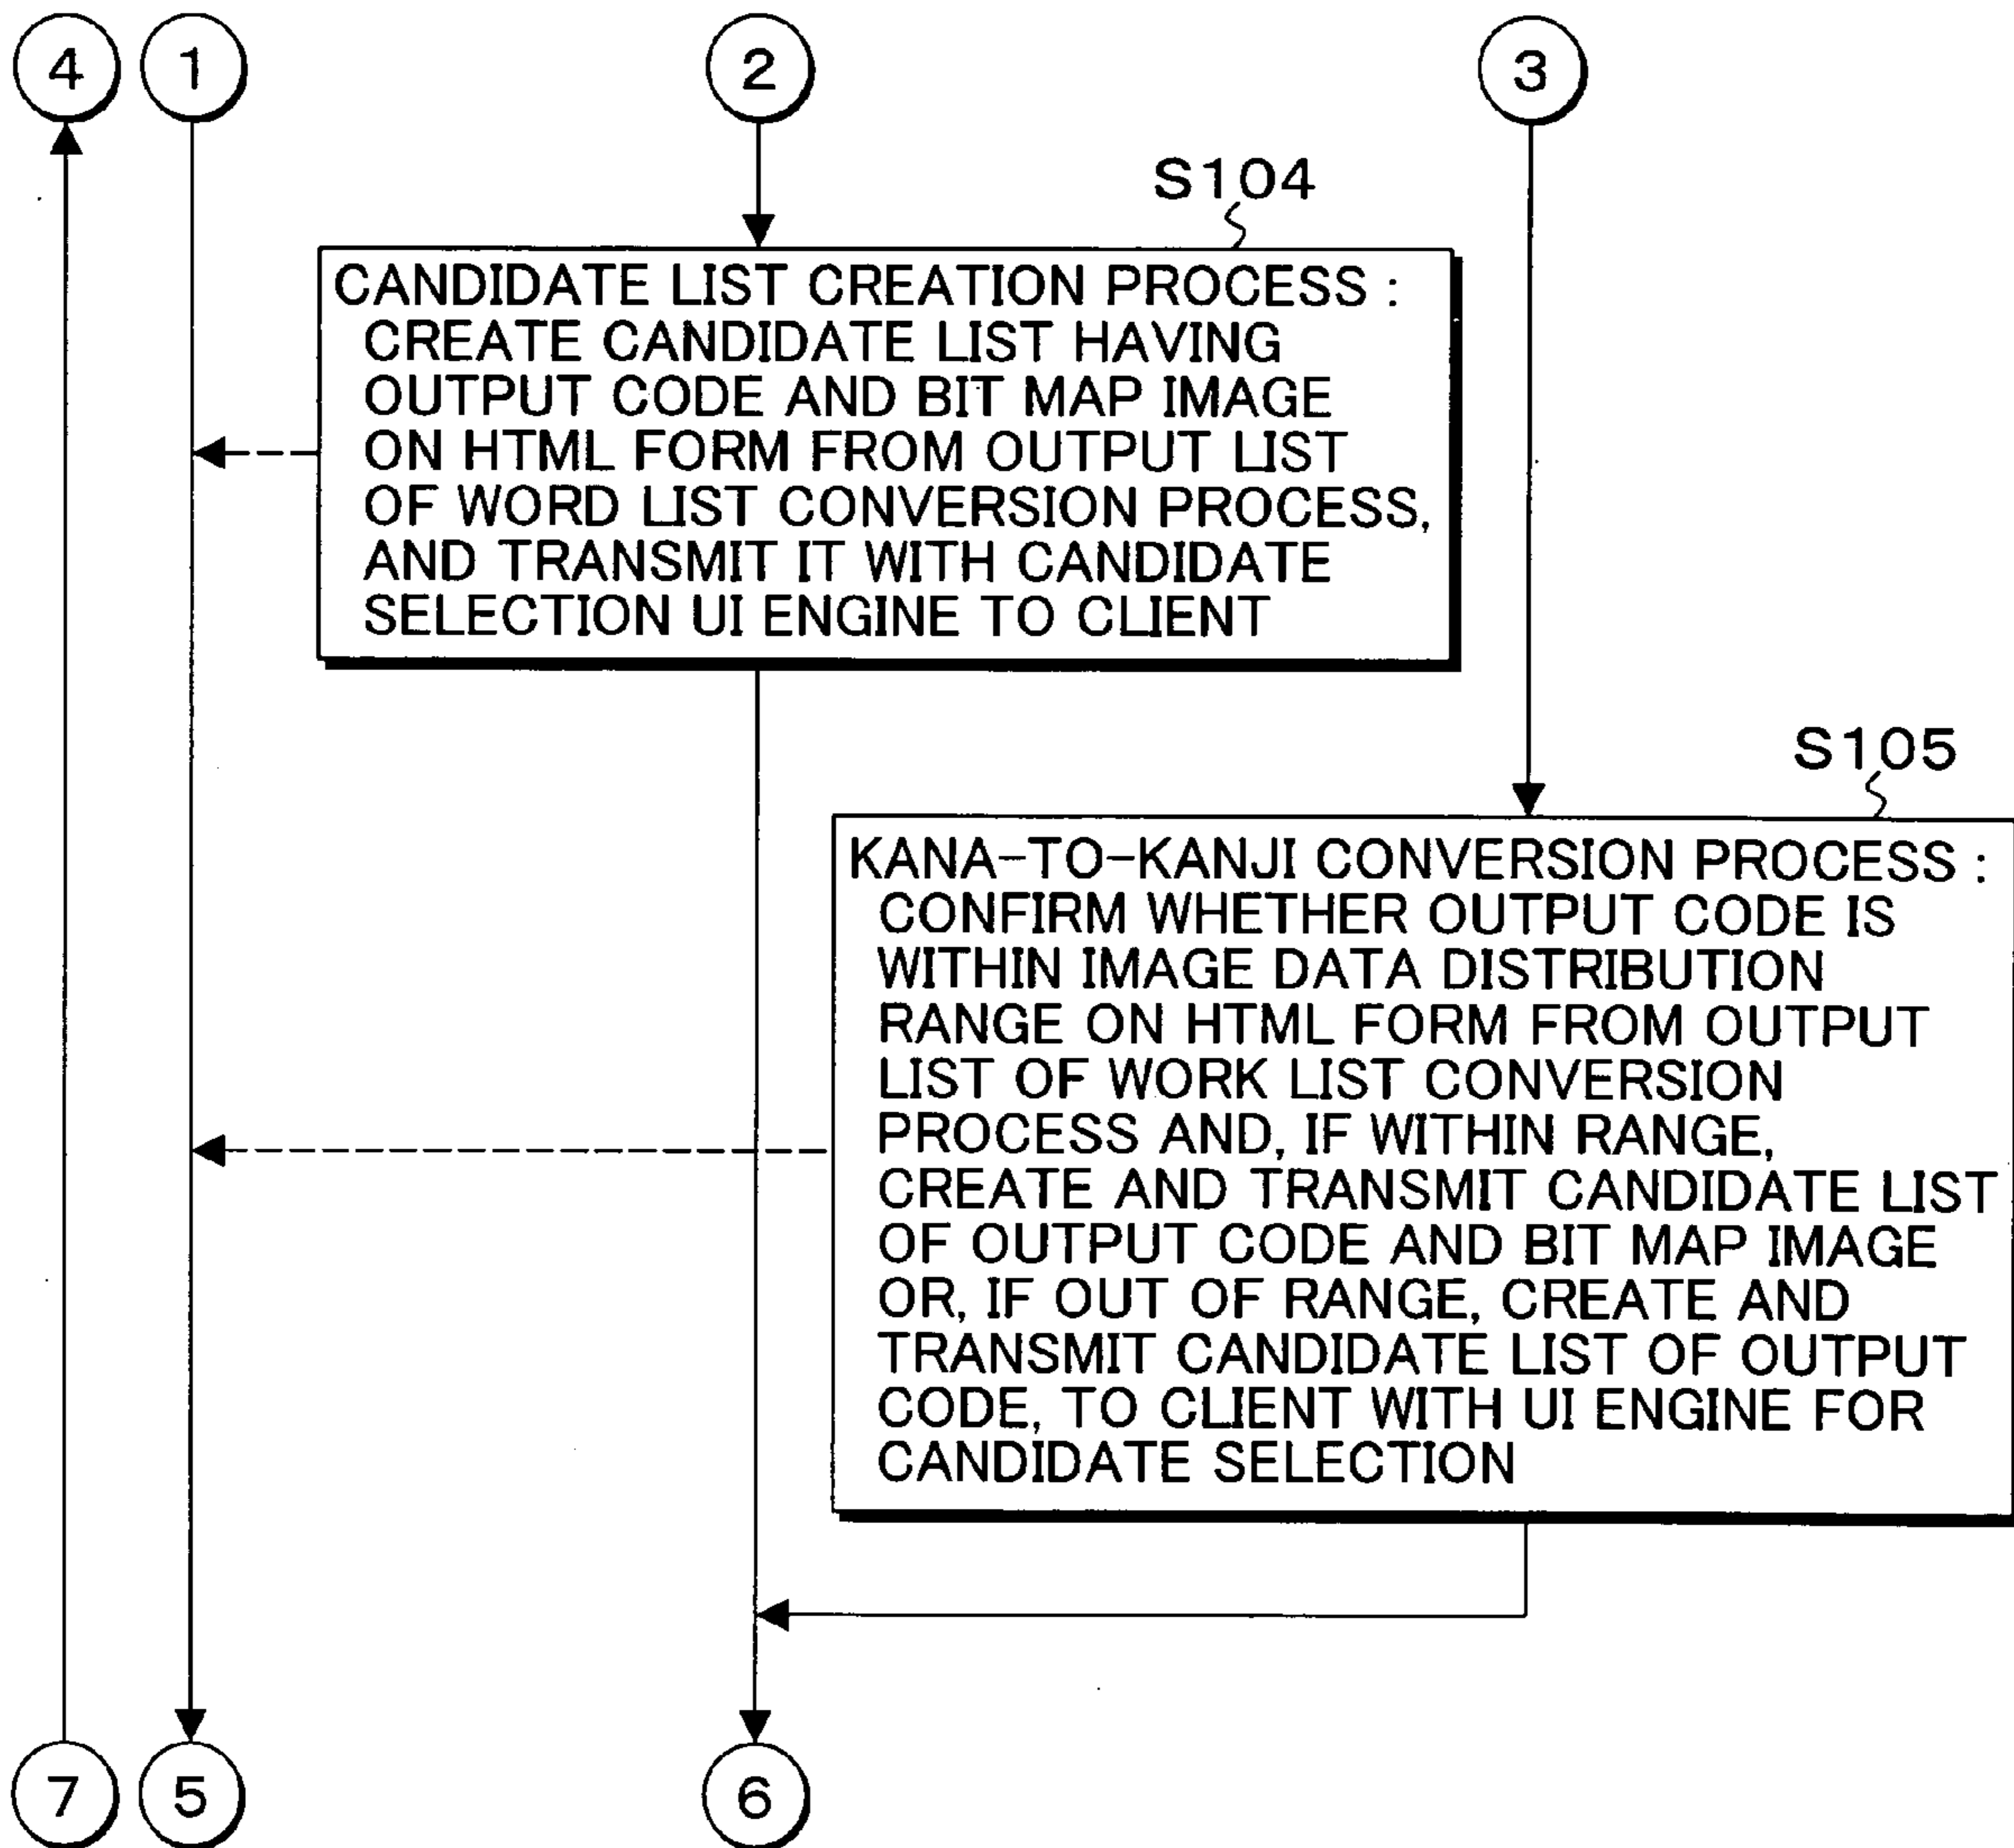 4 1 2 3
S104
CANDIDATE LIST CREATION PROCESS :
CREATE CANDIDATE LIST HAVING
OUTPUT CODE AND BIT MAP IMAGE
ON HTML FORM FROM OUTPUT LIST
OF WORD LIST CONVERSION PROCESS,
AND TRANSMIT IT WITH CANDIDATE
SELECTION UI ENGINE TO CLIENT
S105
KANA-TO-KANJI CONVERSION PROCESS :
CONFIRM WHETHER OUTPUT CODE IS
WITHIN IMAGE DATA DISTRIBUTION
RANGE ON HTML FORM FROM OUTPUT
LIST OF WORK LIST CONVERSION
PROCESS AND, IF WITHIN RANGE,
CREATE AND TRANSMIT CANDIDATE LIST
OF OUTPUT CODE AND BIT MAP IMAGE
OR, IF OUT OF RANGE, CREATE AND
TRANSMIT CANDIDATE LIST OF OUTPUT
CODE, TO CLIENT WITH UI ENGINE FOR
CANDIDATE SELECTION
7 5 6